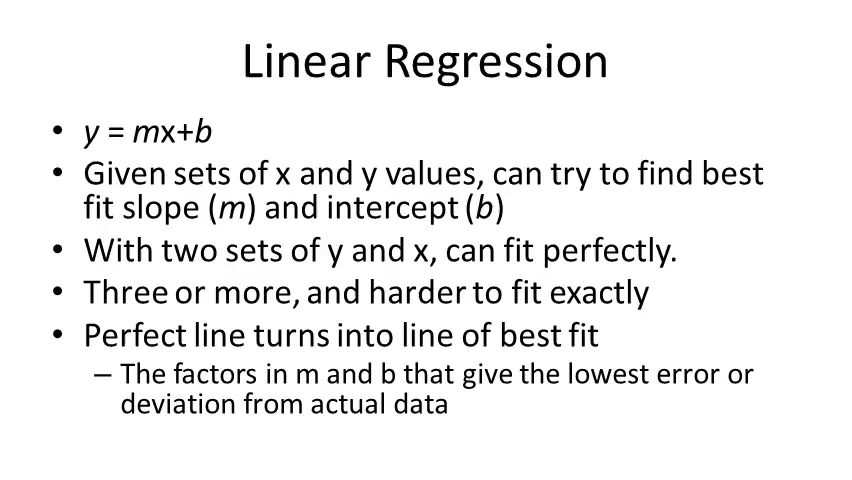 Linear Regression
• y = mx+b
• Given sets of x and y values, can try to find best
fit slope (m) and intercept (b)
• With two sets of y and x, can fit perfectly.
• Three or more, and harder to fit exactly
• Perfect line turns into line of best fit
– The factors in m and b that give the lowest error or
deviation from actual data